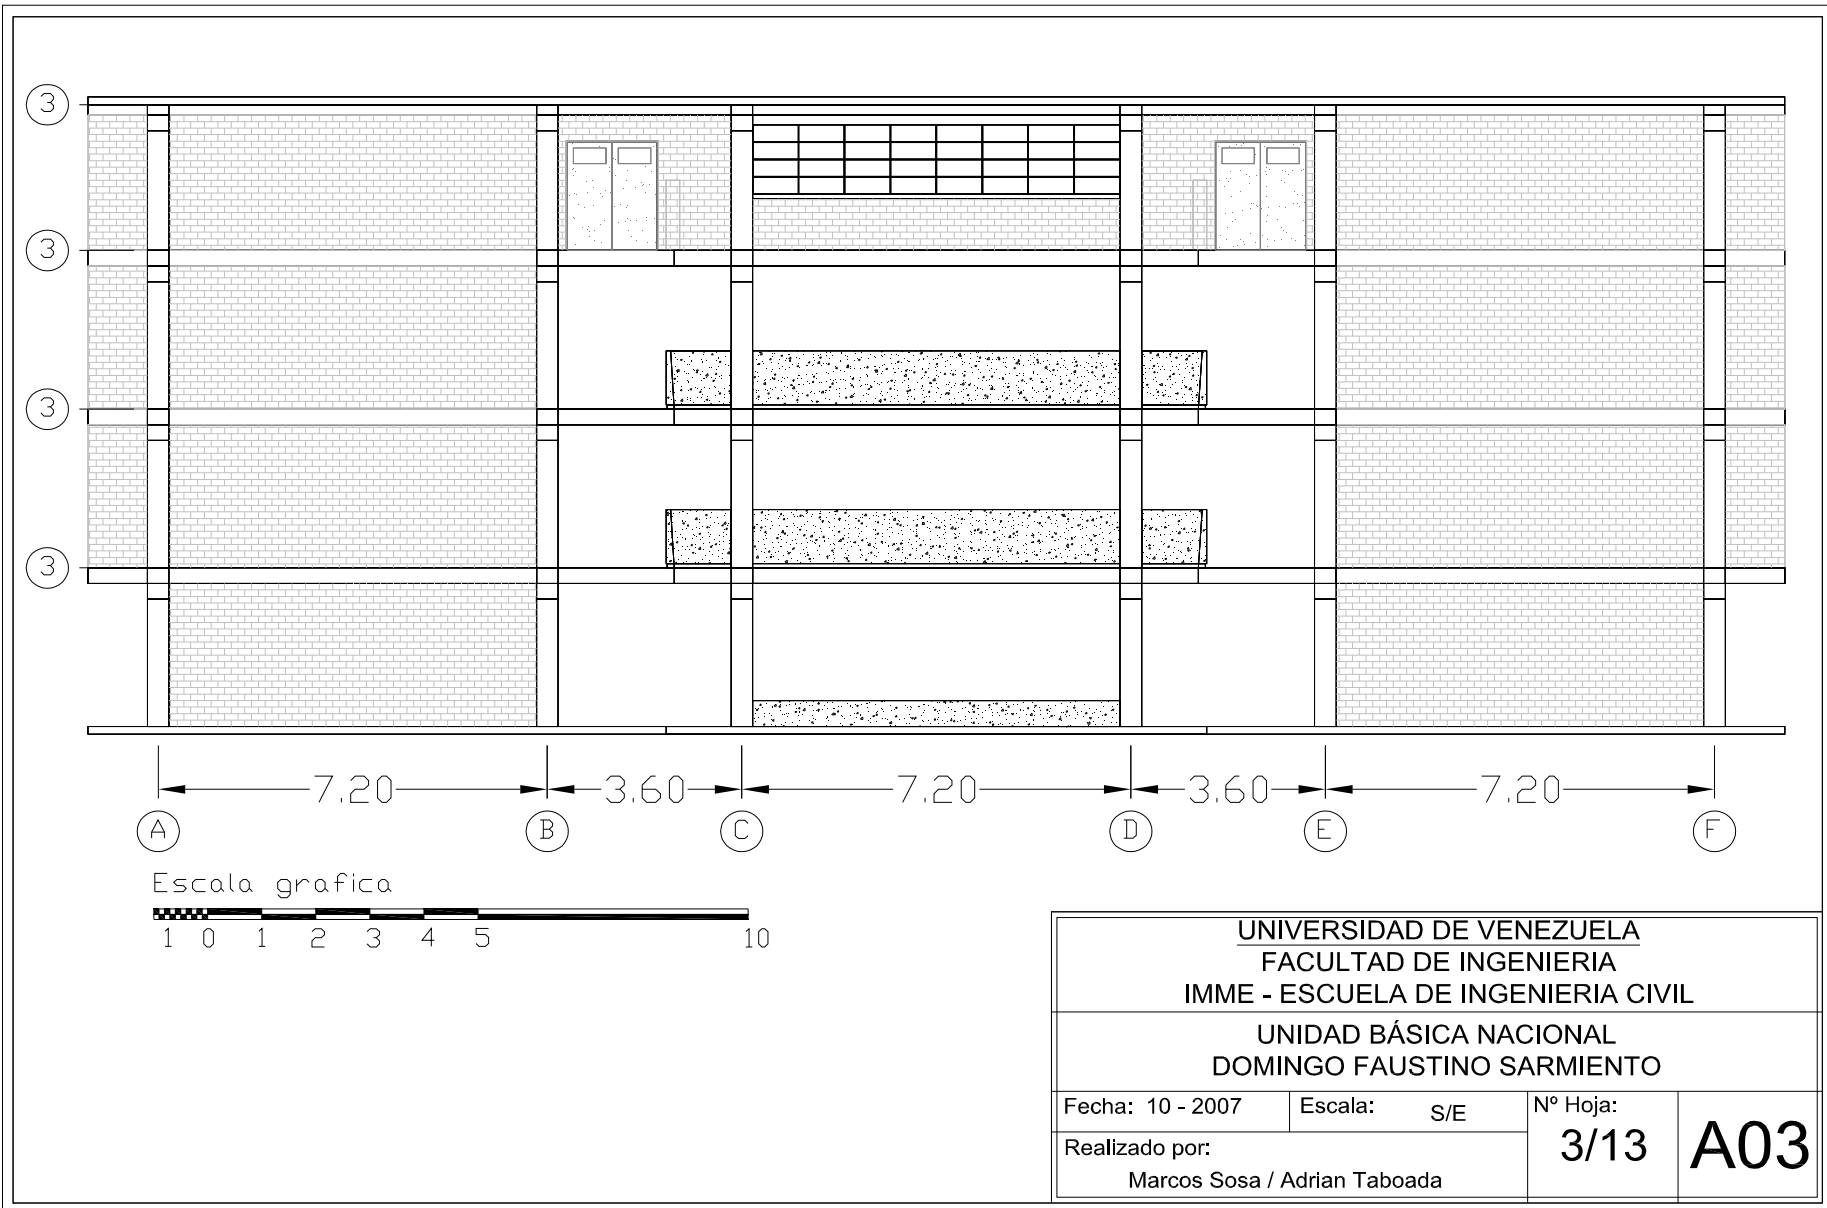 3
3
3
3
7.20 3.60 7.20 3.60 7.20
A B C D E F
Escala grafica
1 0 1 2 3 4 5 10
UNIVERSIDAD DE VENEZUELA
FACULTAD DE INGENIERIA
IMME - ESCUELA DE INGENIERIA CIVIL
UNIDAD BÁSICA NACIONAL
DOMINGO FAUSTINO SARMIENTO
Fecha: 10 - 2007 Escala: S/E Nº Hoja:
3/13 A03
Realizado por:
Marcos Sosa / Adrian Taboada